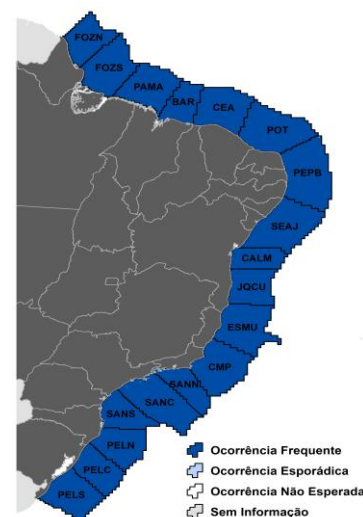 FOZN
FOZS
PAMA
BAR
CEA
POT
PEPB
SEAJ
CALM
JQCU
ESMU
CMP
SANN
SANC
SANS
PELN
PELC
PELS
Ocorrência Frequente
Ocorrência Esporádica
Ocorrência Não Esperada
Sem Informação